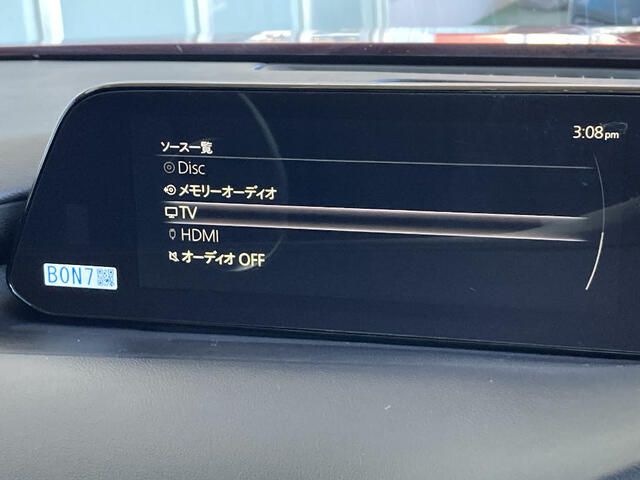 3:08pm
ソース一覧
Disc
メモリーオーディオ
TV
HDMI
オーディオ OFF
BON7